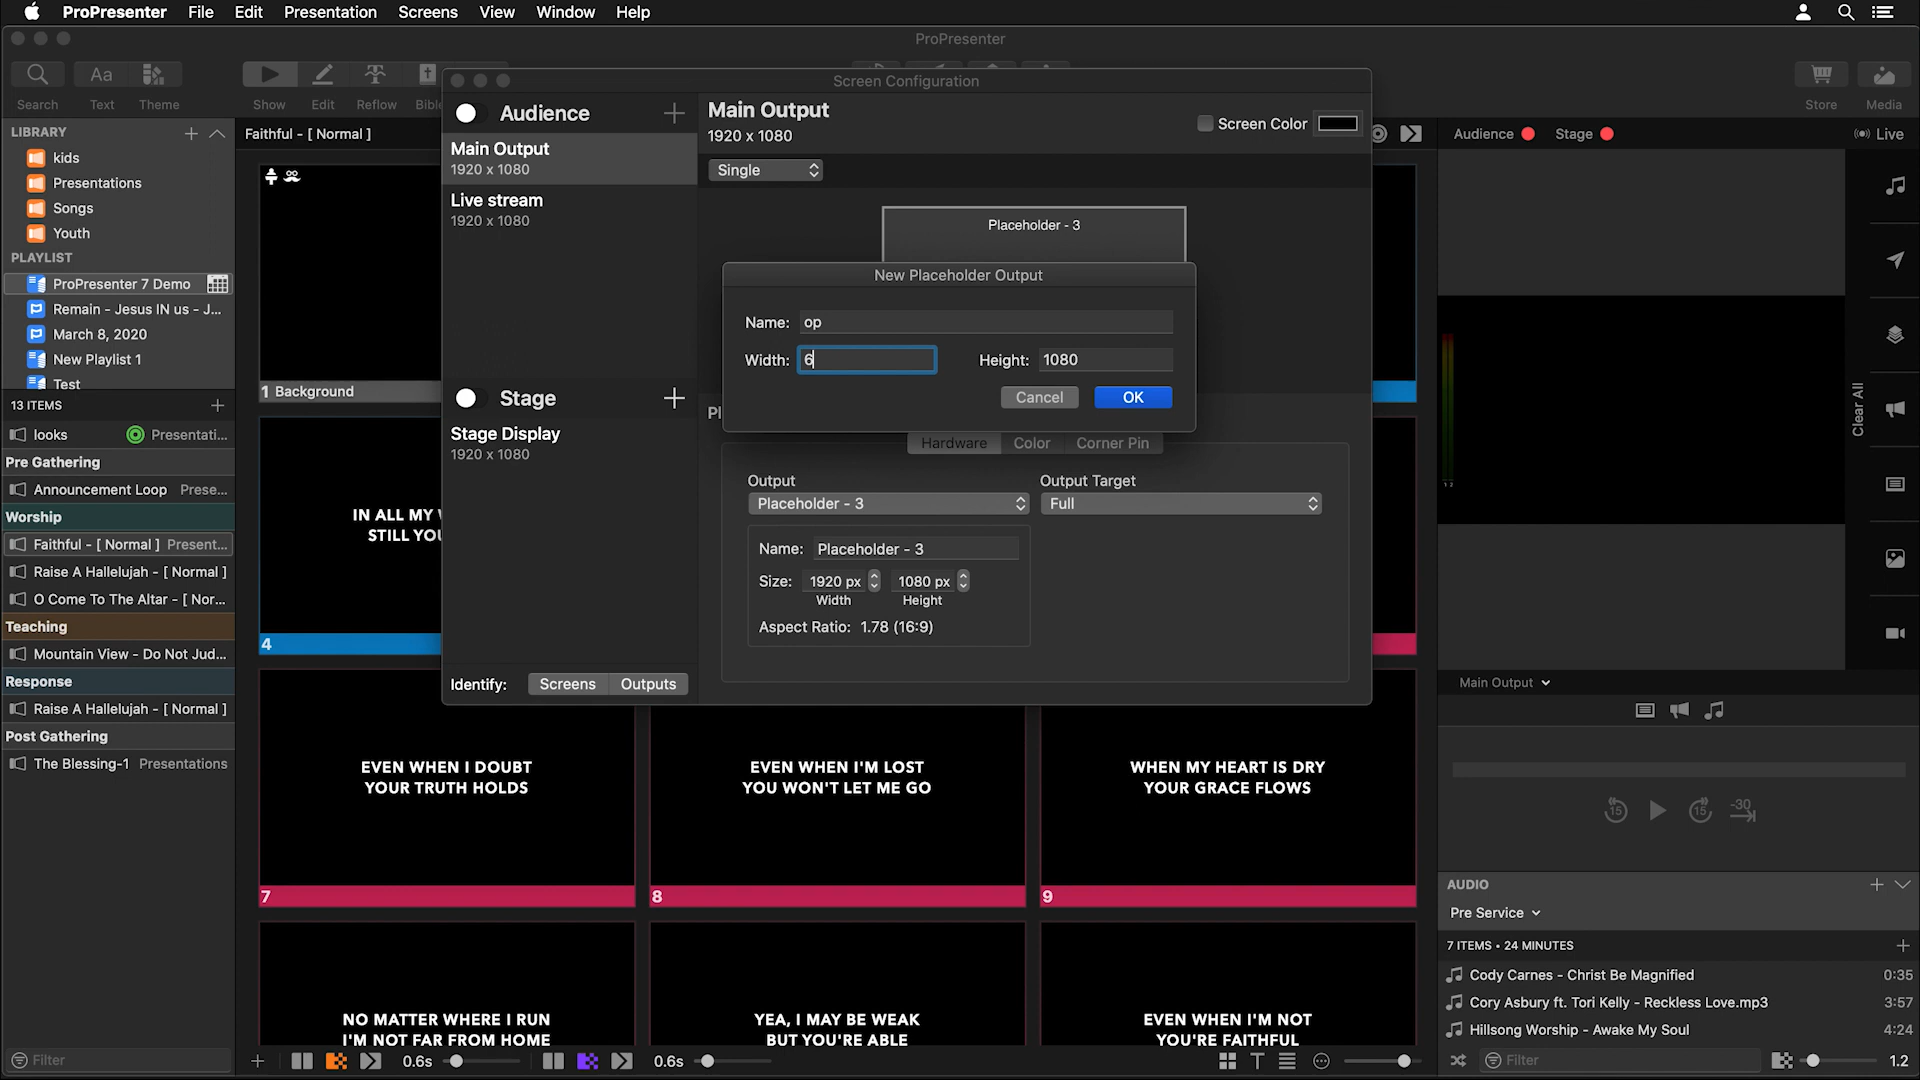 ProPresenter File Edit Presentation Screens View Window Help
ProPresenter
Search Text Theme Show Edit Reflow Bibl Store Media
Aa
Screen Configuration
LIBRARY
kids
Presentations
Songs
Youth
PLAYLIST
ProPresenter 7 Demo
Remain - Jesus IN us - J...
March 8, 2020
New Playlist 1
Test
13 ITEMS
looks Presentati...
Pre Gathering
Announcement Loop Prese...
Worship
Faithful - [ Normal ] Present...
Raise A Hallelujah - [ Normal ]
O Come To The Altar - [ Nor...
Teaching
Mountain View - Do Not Jud...
Response
Raise A Hallelujah - [ Normal ]
Post Gathering
The Blessing-1 Presentations
Filter
Faithful - [ Normal ]
1 Background
IN ALL MY
STILL YOU
4
EVEN WHEN I DOUBT
YOUR TRUTH HOLDS
7
EVEN WHEN I'M LOST
YOU WON'T LET ME GO
8
WHEN MY HEART IS DRY
YOUR GRACE FLOWS
9
NO MATTER WHERE I RUN
I'M NOT FAR FROM HOME
YEA, I MAY BE WEAK
BUT YOU'RE ABLE
EVEN WHEN I'M NOT
YOU'RE FAITHFUL
0.6s
0.6s
Audience
Main Output
1920 x 1080
Live stream
1920 x 1080
Stage
Stage Display
1920 x 1080
Identify: Screens Outputs
Main Output
1920 x 1080
Screen Color
Single
Placeholder - 3
New Placeholder Output
Name: op
Width: 6 Height: 1080
Cancel OK
Pl
Hardware Color Corner Pin
Output Output Target
Placeholder - 3 Full
Name: Placeholder - 3
Size: 1920 px 1080 px
Width Height
Aspect Ratio: 1.78 (16:9)
Audience Stage Live
Clear All
1 2
Main Output
15 15 -30
AUDIO
Pre Service
7 ITEMS • 24 MINUTES
Cody Carnes - Christ Be Magnified 0:35
Cory Asbury ft. Tori Kelly - Reckless Love.mp3 3:57
Hillsong Worship - Awake My Soul 4:24
Filter 1.2